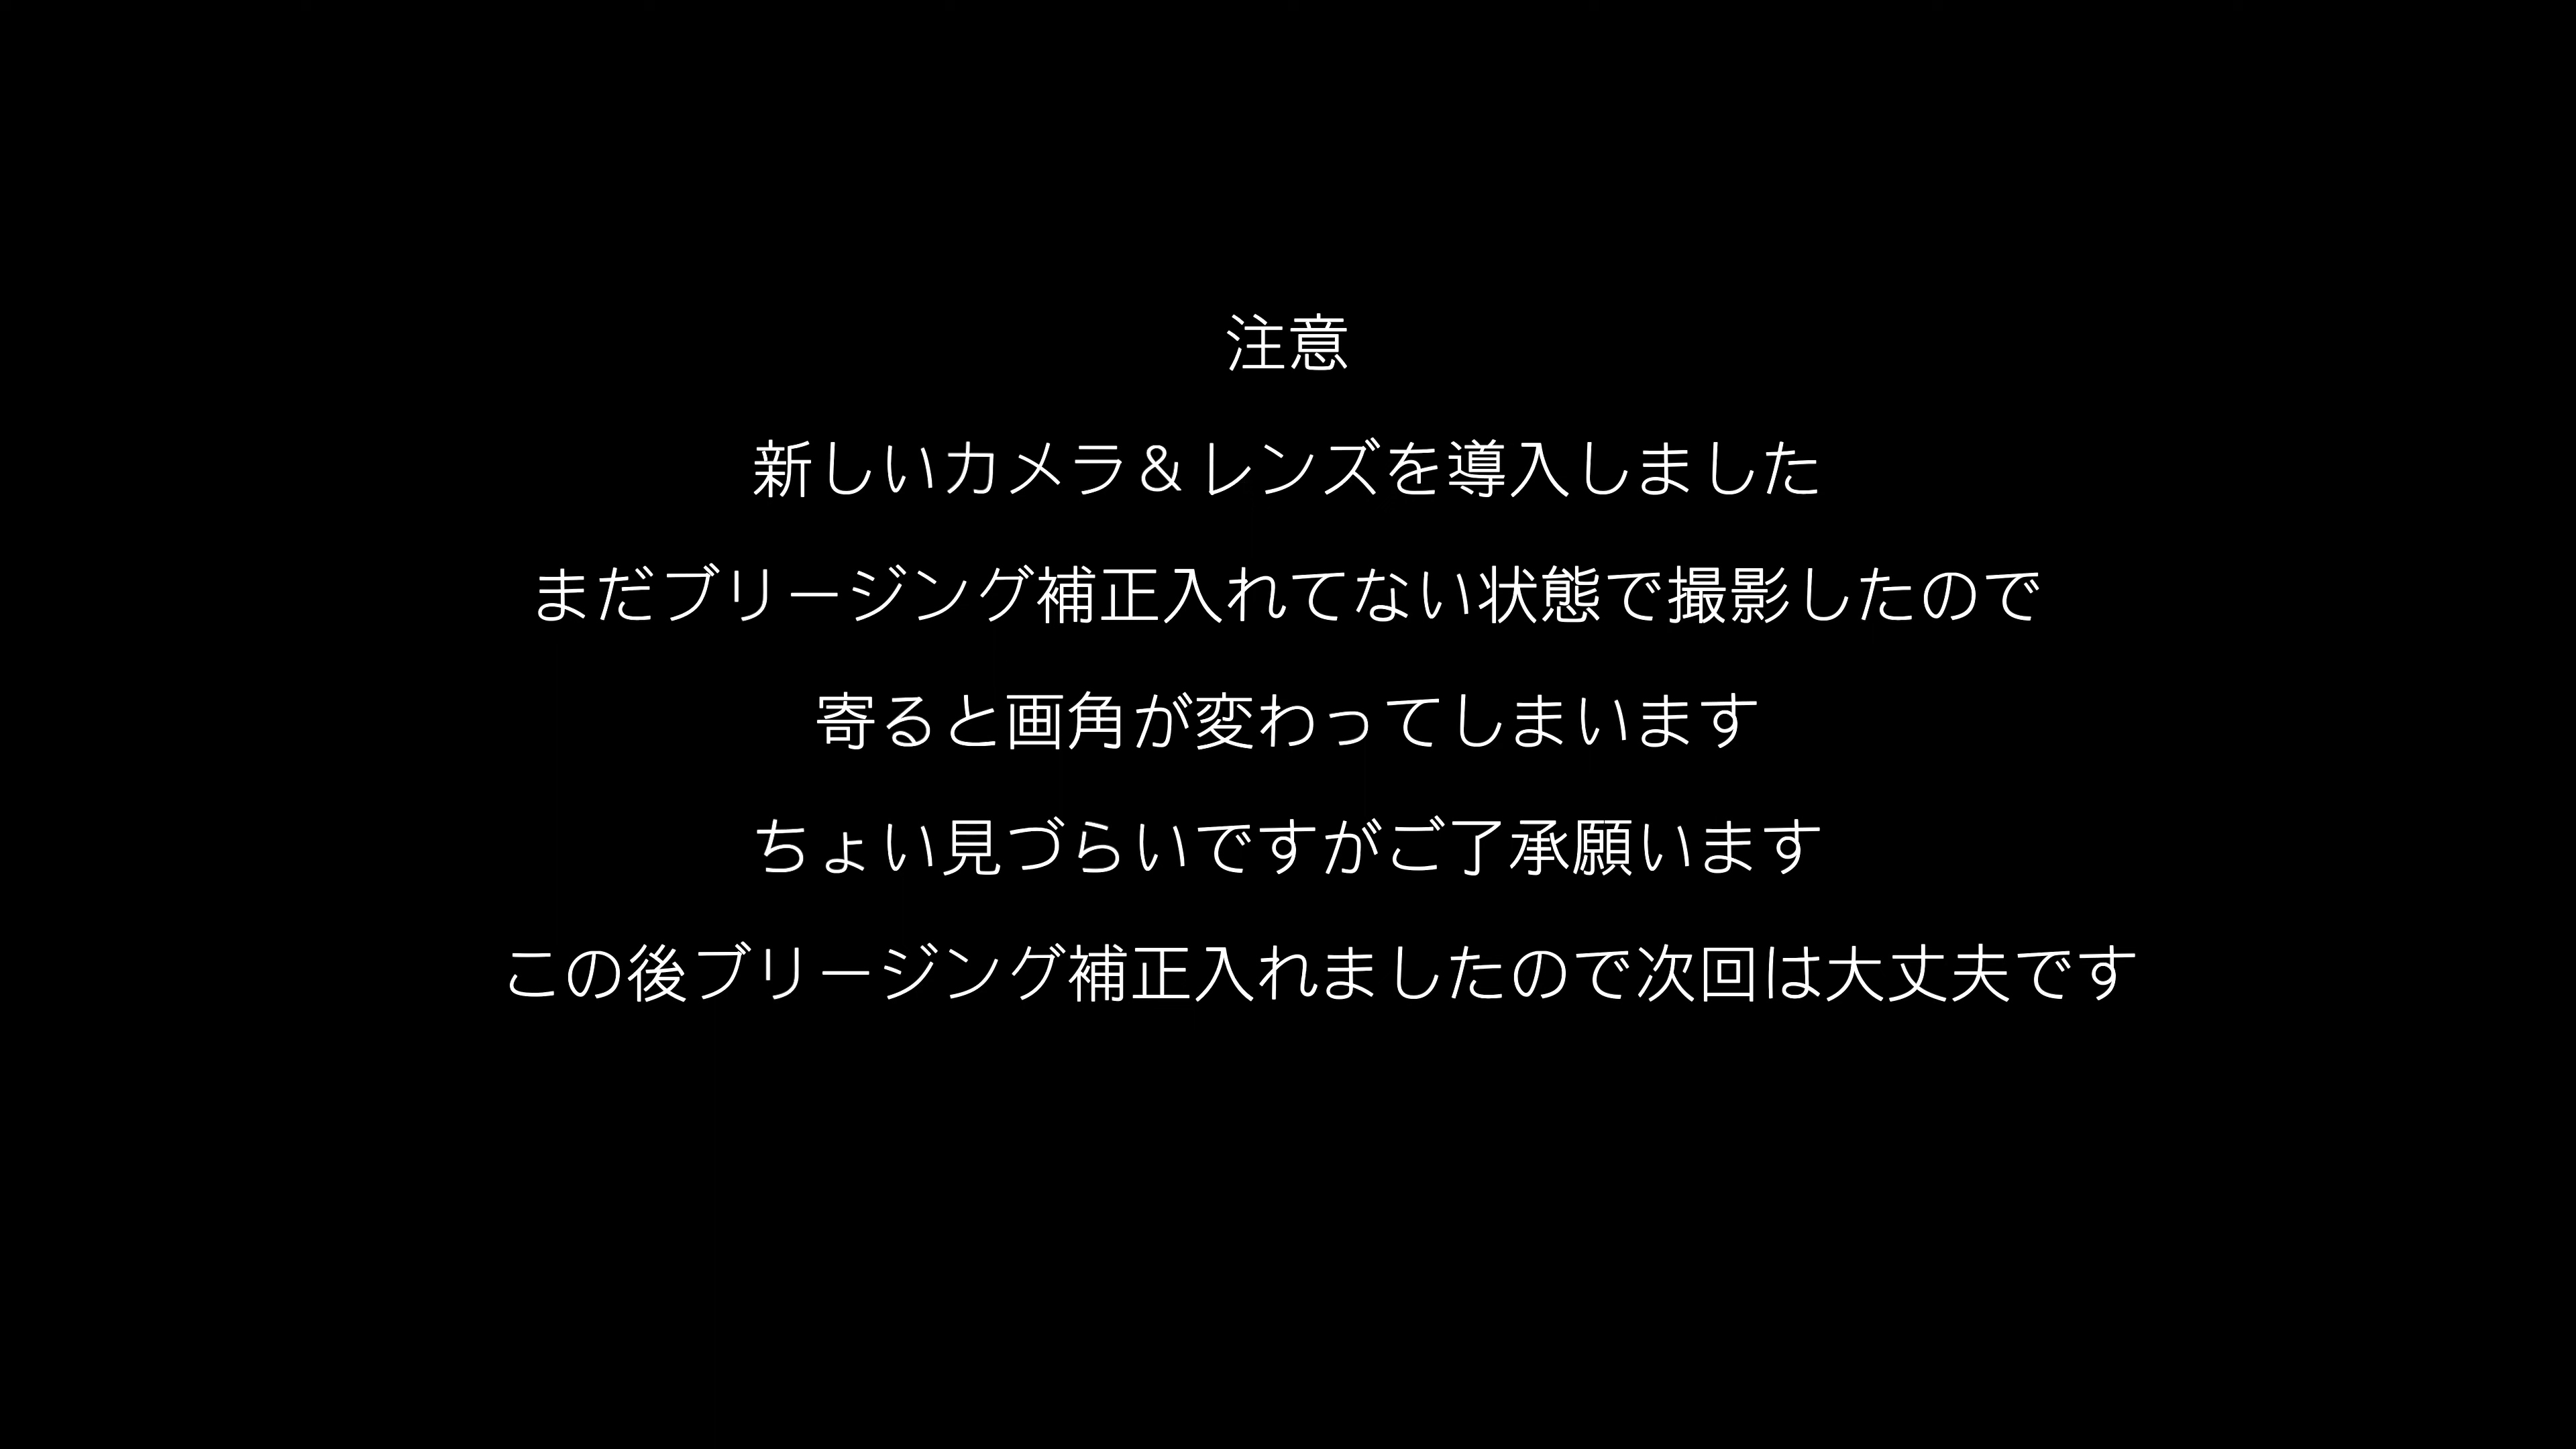 注意
新しいカメラ＆レンズを導入しました
まだブリージング補正入れてない状態で撮影したので
寄ると画角が変わってしまいます
ちょい見づらいですがご了承願います
この後ブリージング補正入れましたので次回は大丈夫です